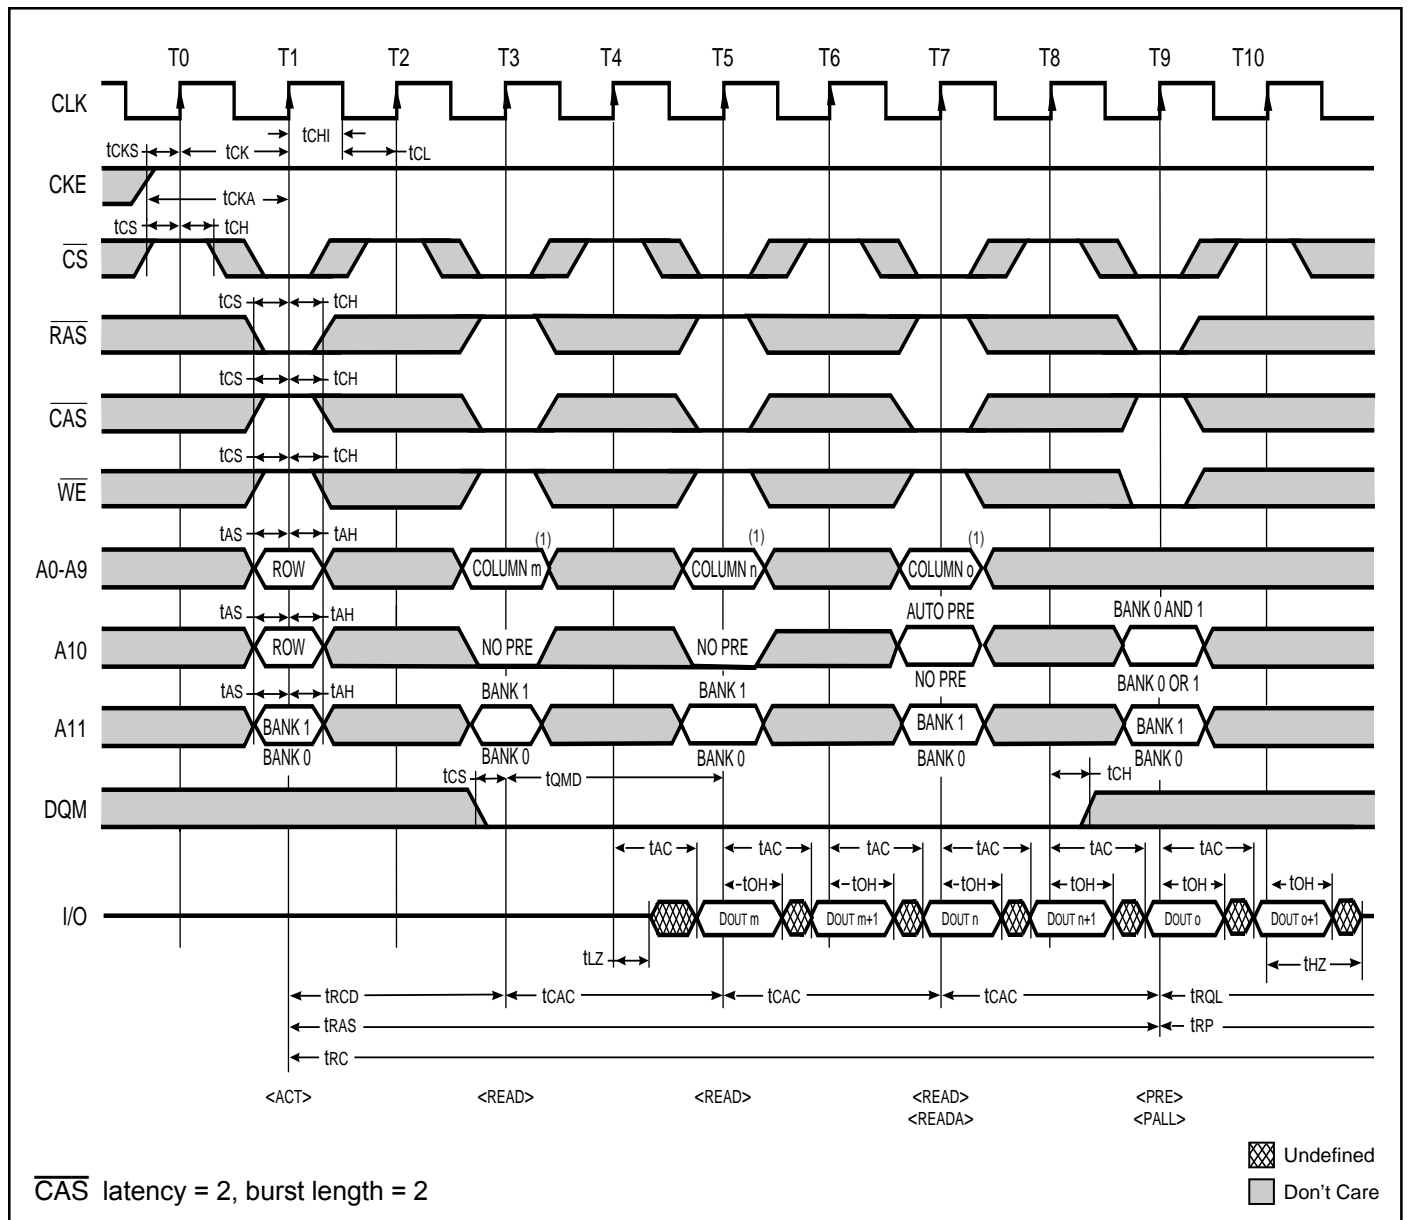 T0 T1 T2 T3 T4 T5 T6 T7 T8 T9 T10
CLK
tCHI
tCKS tCK tCL
CKE
tCKA
tCS tCH
CS
tCS tCH
RAS
tCS tCH
CAS
tCS tCH
WE
tAS tAH (1) (1) (1)
A0-A9 ROW COLUMN m COLUMN n COLUMN o
tAS tAH AUTO PRE BANK 0 AND 1
A10 ROW NO PRE NO PRE
NO PRE BANK 0 OR 1
tAS tAH BANK 1 BANK 1
A11 BANK 1 BANK 1 BANK 1
BANK 0 BANK 0 BANK 0 BANK 0 BANK 0
tCS tQMD tCH
DQM
tAC tAC tAC tAC tAC tAC
tOH tOH tOH tOH tOH tOH
I/O DOUT m DOUT m+1 DOUT n DOUT n+1 DOUT o DOUT o+1
tLZ tHZ
tRCD tCAC tCAC tCAC tRQL
tRAS tRP
tRC
<ACT> <READ> <READ> <READ> <PRE>
<READA> <PALL>
Undefined
CAS latency = 2, burst length = 2
Don't Care